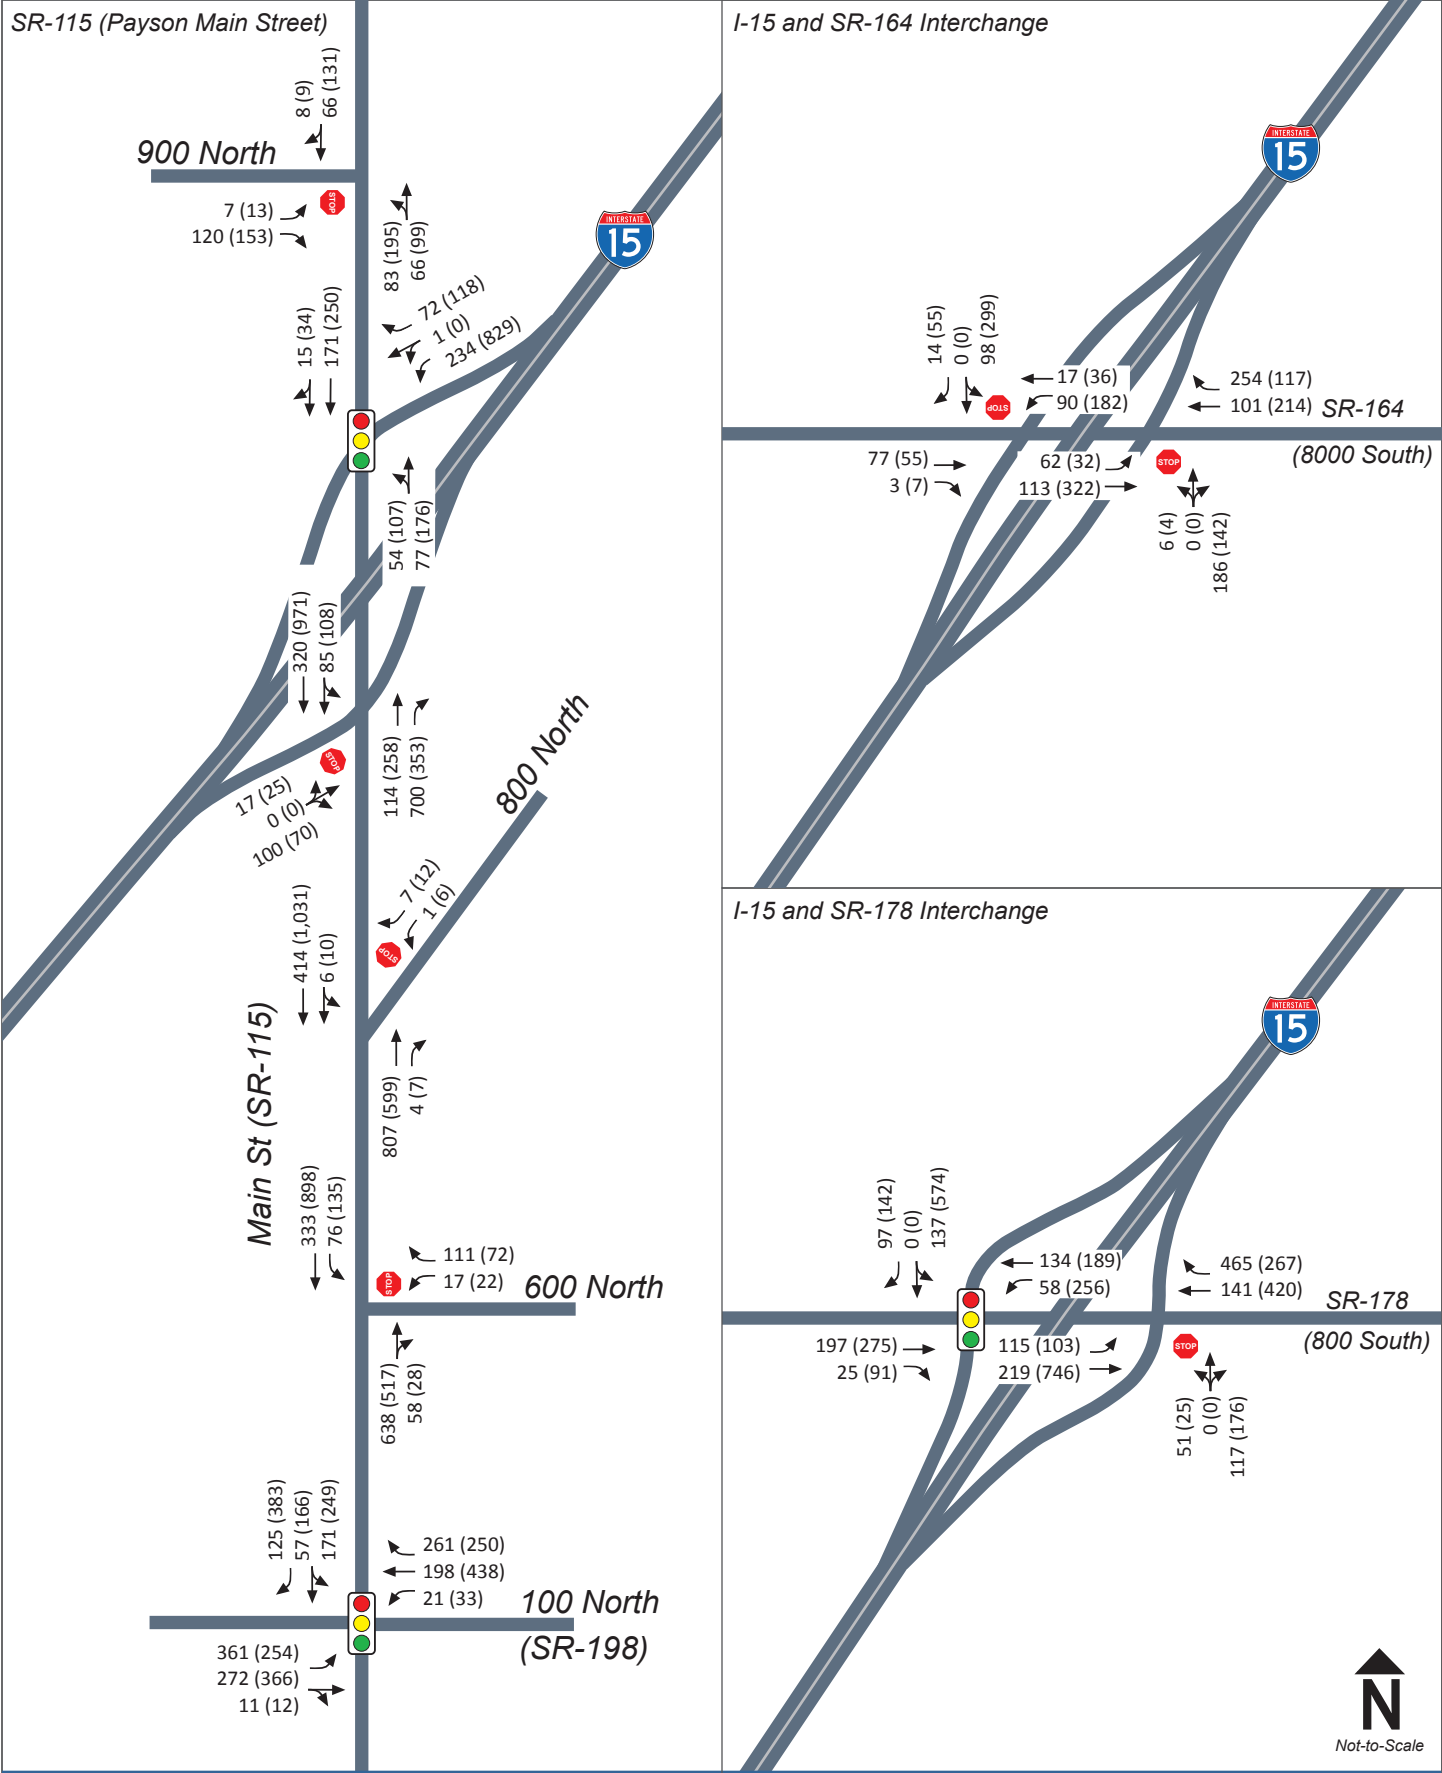 SR-115 (Payson Main Street)
8 (9)
66 (131)
900 North
STOP
7 (13)
120 (153)
83 (195)
66 (99)
INTERSTATE
15
15 (34)
171 (250)
72 (118)
1 (0)
234 (829)
54 (107)
77 (176)
320 (971)
85 (108)
STOP
17 (25)
0 (0)
100 (70)
114 (258)
700 (353)
800 North
7 (12)
1 (6)
STOP
414 (1,031)
6 (10)
Main St (SR-115)
807 (599)
4 (7)
333 (898)
76 (135)
111 (72)
17 (22)
STOP
600 North
638 (517)
58 (28)
125 (383)
57 (166)
171 (249)
261 (250)
198 (438)
21 (33)
100 North
(SR-198)
361 (254)
272 (366)
11 (12)
I-15 and SR-164 Interchange
INTERSTATE
15
14 (55)
0 (0)
98 (299)
STOP
17 (36)
90 (182)
254 (117)
101 (214)
SR-164
(8000 South)
77 (55)
3 (7)
62 (32)
113 (322)
STOP
6 (4)
0 (0)
186 (142)
I-15 and SR-178 Interchange
INTERSTATE
15
97 (142)
0 (0)
137 (574)
134 (189)
58 (256)
465 (267)
141 (420)
SR-178
(800 South)
197 (275)
25 (91)
115 (103)
219 (746)
STOP
51 (25)
0 (0)
117 (176)
N
Not-to-Scale